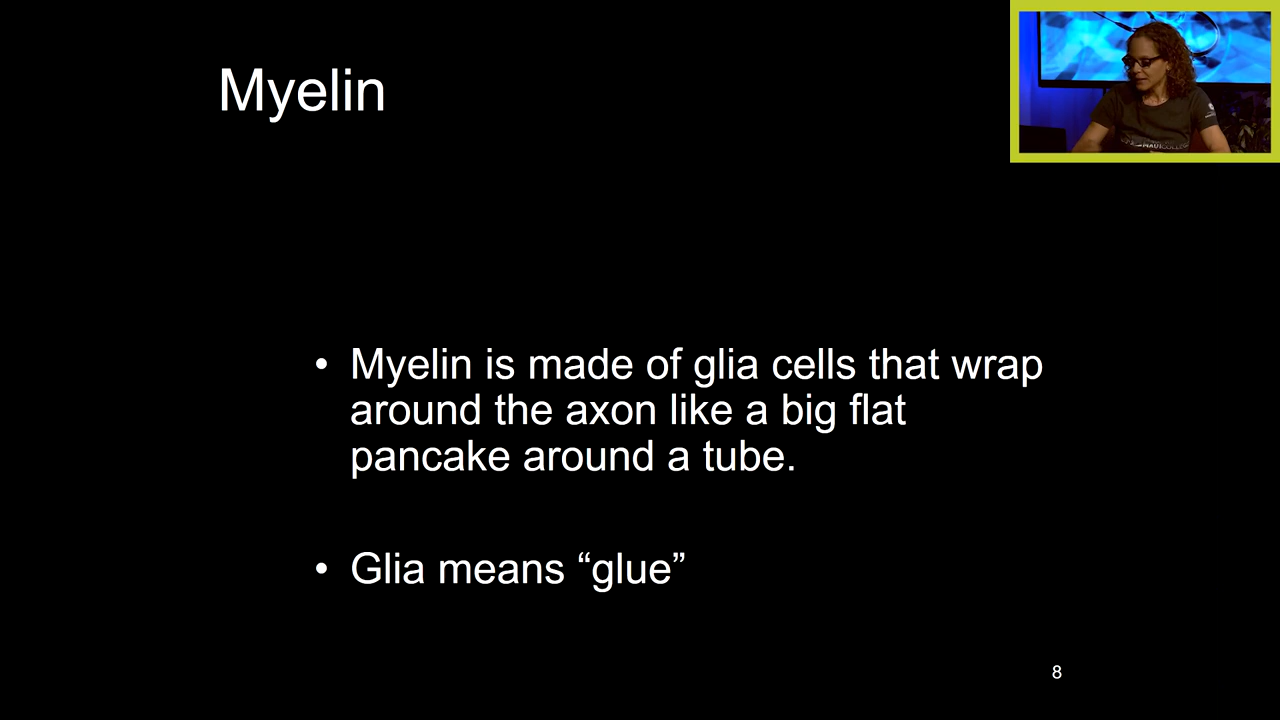 Myelin
• Myelin is made of glia cells that wrap
around the axon like a big flat
pancake around a tube.
• Glia means “glue”
8